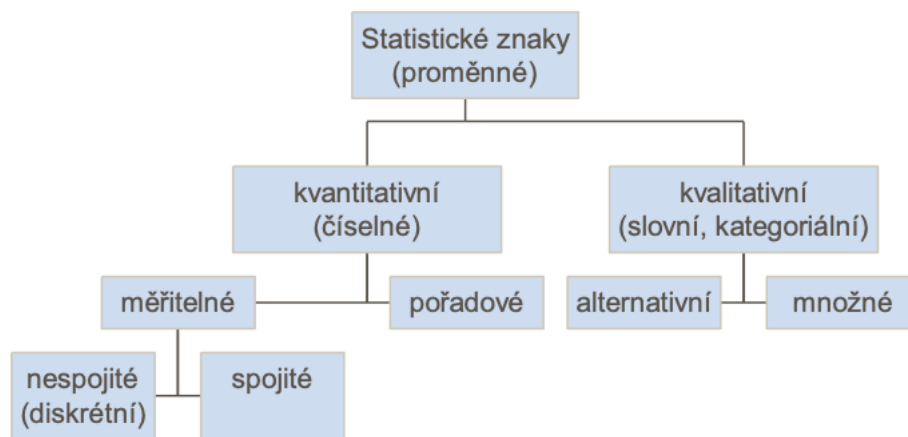 Statistické znaky
(proměnné)
kvantitativní
(číselné)
kvalitativní
(slovní, kategoriální)
měřitelné
pořadové
alternativní
množné
nespojité
(diskrétní)
spojité